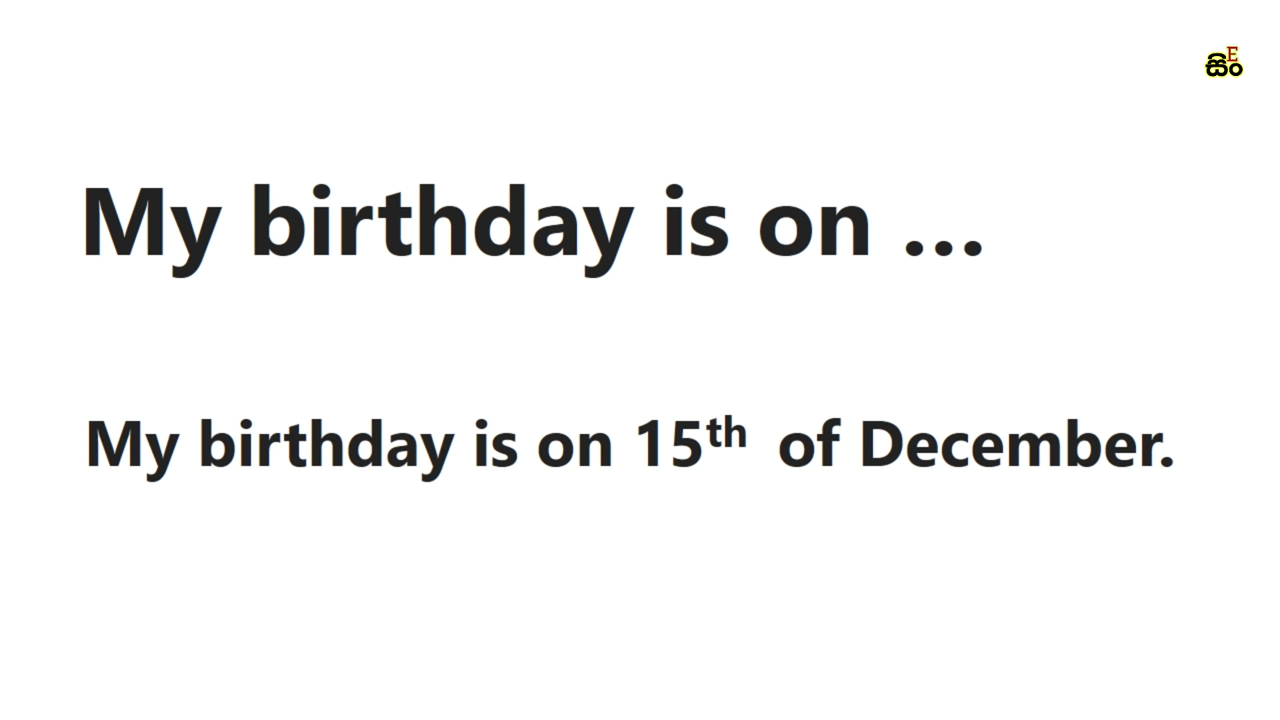 සිංE
My birthday is on ...
My birthday is on 15th of December.